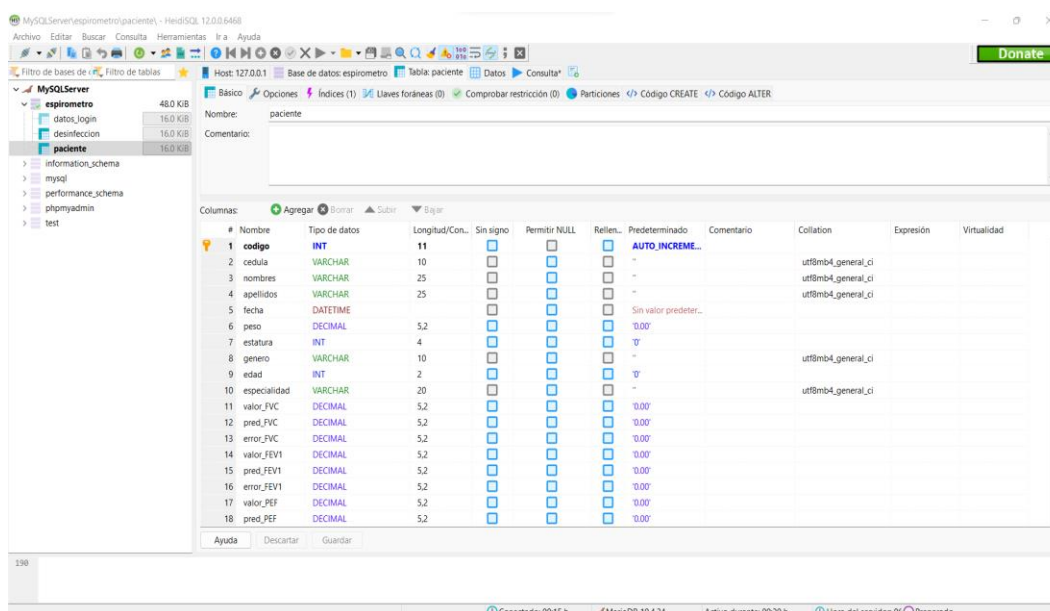 MySQLServer\espirometro\paciente\ - HeidiSQL 12.0.0.6468
Archivo Editar Buscar Consulta Herramientas Ir a Ayuda
Donate
Filtro de bases de Filtro de tablas
Host: 127.0.0.1 Base de datos: espirometro Tabla: paciente Datos Consulta*
MySQLServer
espirometro 48.0 KiB
datos_login 16.0 KiB
desinfeccion 16.0 KiB
paciente 16.0 KiB
information_schema
mysql
performance_schema
phpmyadmin
test
Básico Opciones Índices (1) Llaves foráneas (0) Comprobar restricción (0) Particiones Código CREATE Código ALTER
Nombre: paciente
Comentario:
Columnas: Agregar Borrar Subir Bajar
# Nombre Tipo de datos Longitud/Con... Sin signo Permitir NULL Rellen... Predeterminado Comentario Collation Expresión Virtualidad
1 codigo INT 11 AUTO_INCREME...
2 cedula VARCHAR 10 '' utf8mb4_general_ci
3 nombres VARCHAR 25 '' utf8mb4_general_ci
4 apellidos VARCHAR 25 '' utf8mb4_general_ci
5 fecha DATETIME Sin valor predeter...
6 peso DECIMAL 5,2 '0.00'
7 estatura INT 4 '0'
8 genero VARCHAR 10 '' utf8mb4_general_ci
9 edad INT 2 '0'
10 especialidad VARCHAR 20 '' utf8mb4_general_ci
11 valor_FVC DECIMAL 5,2 '0.00'
12 pred_FVC DECIMAL 5,2 '0.00'
13 error_FVC DECIMAL 5,2 '0.00'
14 valor_FEV1 DECIMAL 5,2 '0.00'
15 pred_FEV1 DECIMAL 5,2 '0.00'
16 error_FEV1 DECIMAL 5,2 '0.00'
17 valor_PEF DECIMAL 5,2 '0.00'
18 pred_PEF DECIMAL 5,2 '0.00'
Ayuda Descartar Guardar
190